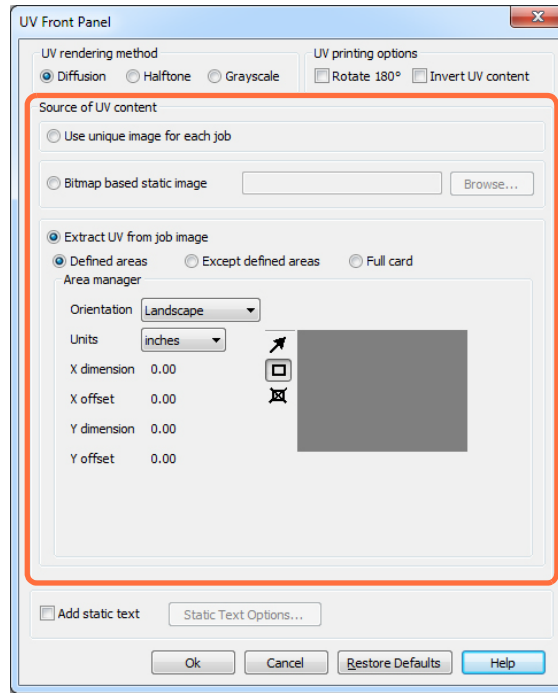 UV Front Panel
UV rendering method
Diffusion Halftone Grayscale
UV printing options
Rotate 180° Invert UV content
Source of UV content
Use unique image for each job
Bitmap based static image Browse...
Extract UV from job image
Defined areas Except defined areas Full card
Area manager
Orientation Landscape
Units inches
X dimension 0.00
X offset 0.00
Y dimension 0.00
Y offset 0.00
Add static text Static Text Options...
Ok Cancel Restore Defaults Help